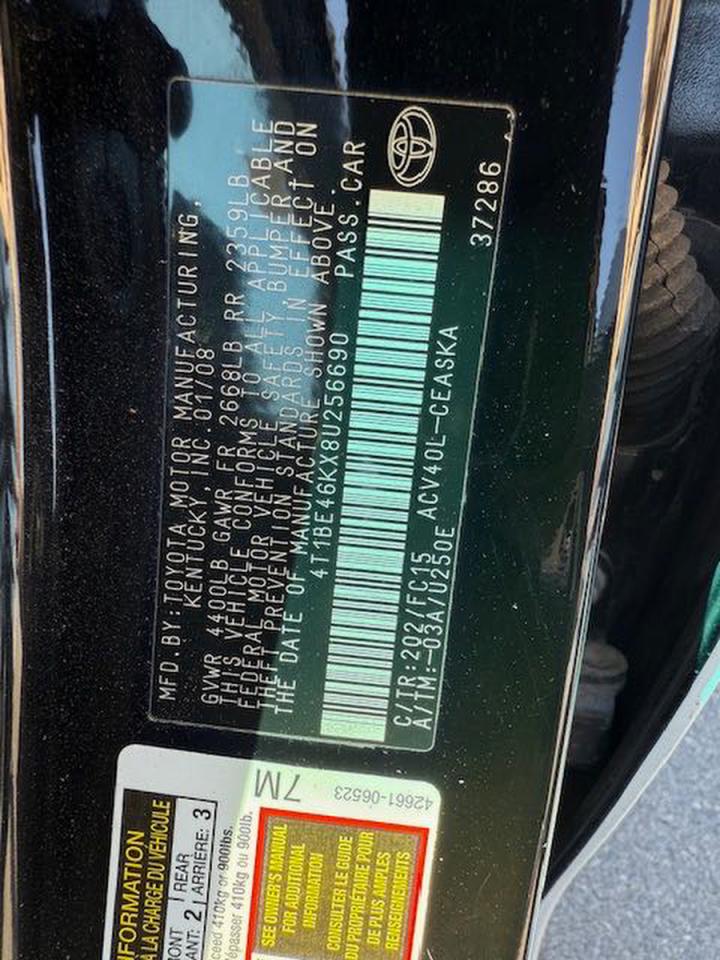 MFD.BY:TOYOTA MOTOR MANUFACTURING,
KENTUCKY, INC.01/08
GVWR 4400LB GAWR FR 2668LB RR 2359LB
THIS VEHICLE CONFORMS TO ALL APPLICABLE
FEDERAL MOTOR VEHICLE SAFETY, BUMPER AND
THEFT PREVENTION STANDARDS IN EFFECT ON
THE DATE OF MANUFACTURE SHOWN ABOVE.
4T1BE46KX8U256690 PASS.CAR
C/TR:202/FC15
A/TM:-03A/U250E ACV40L-CEASKA 37286
INFORMATION
À LA CHARGE DU VÉHICULE
REAR
ANT: 2 ARRIÈRE: 3
410kg or 900lbs.
410kg ou 900lb.
7M
42661-06523
SEE OWNER'S MANUAL
FOR ADDITIONAL
INFORMATION
CONSULTER LE GUIDE
DU PROPRIÉTAIRE POUR
DE PLUS AMPLES
RENSEIGNEMENTS